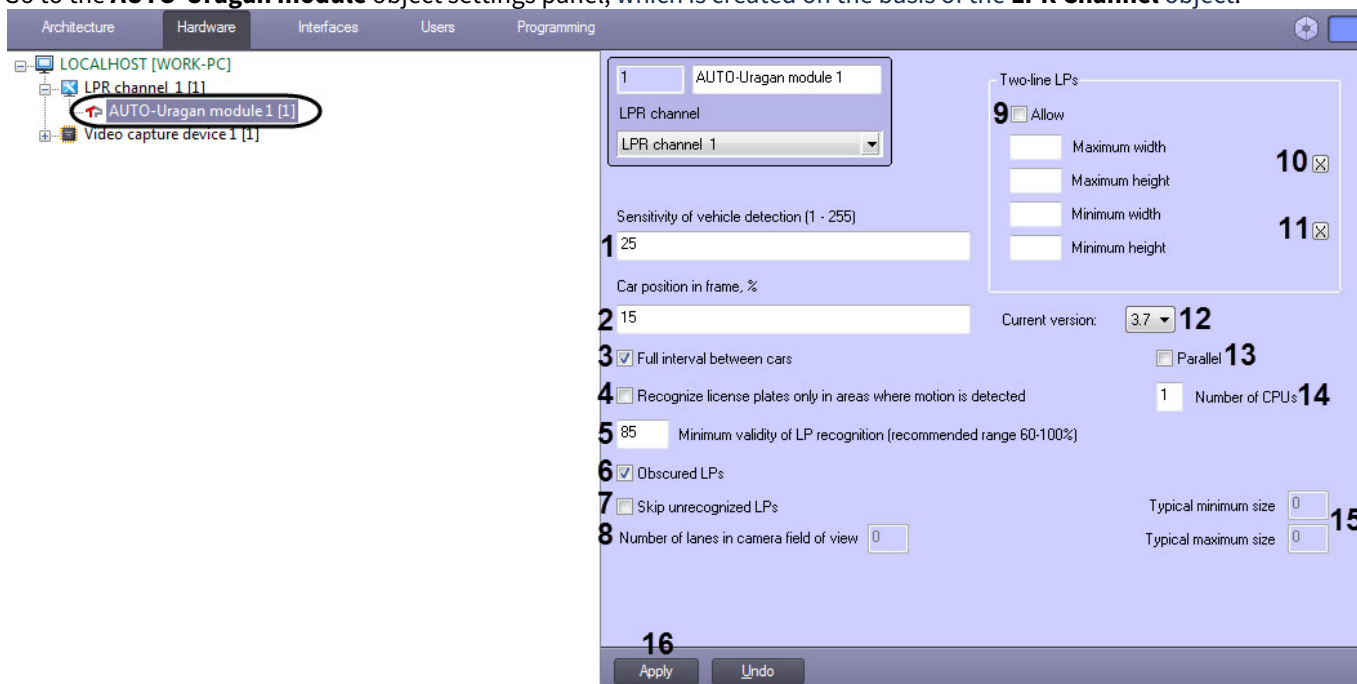 Go to the AUTO-Uragan module object settings panel, which is created on the basis of the LPR Channel object.
Architecture Hardware Interfaces Users Programming
LOCALHOST [WORK-PC]
LPR channel 1 [1]
AUTO-Uragan module 1 [1]
Video capture device 1 [1]
1 AUTO-Uragan module 1
LPR channel
LPR channel 1
Sensitivity of vehicle detection (1 - 255)
1 25
Car position in frame, %
2 15
3 Full interval between cars
4 Recognize license plates only in areas where motion is detected
5 85 Minimum validity of LP recognition (recommended range 60-100%)
6 Obscured LPs
7 Skip unrecognized LPs
8 Number of lanes in camera field of view 0
Two-line LPs
9 Allow
Maximum width
10
Maximum height
Minimum width
11
Minimum height
Current version: 3.7 12
Parallel 13
1 Number of CPUs 14
Typical minimum size 0
15
Typical maximum size 0
16
Apply Undo